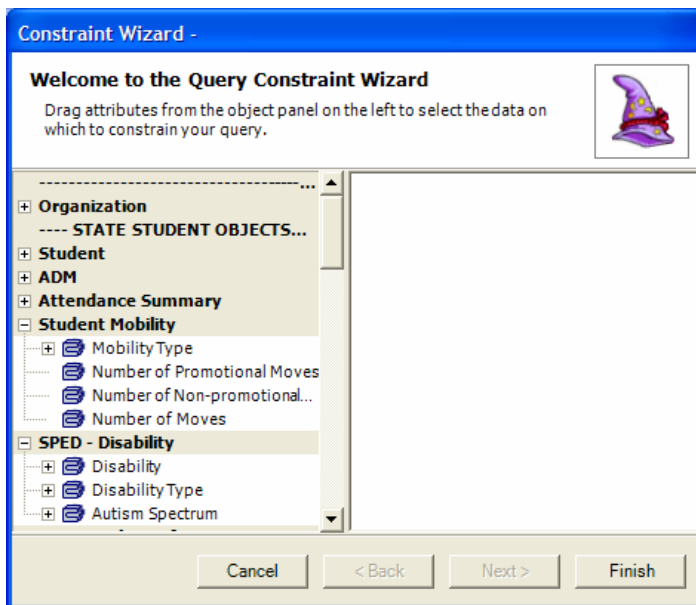 Constraint Wizard -
Welcome to the Query Constraint Wizard
Drag attributes from the object panel on the left to select the data on
which to constrain your query.
------------------------------------...
Organization
---- STATE STUDENT OBJECTS...
Student
ADM
Attendance Summary
Student Mobility
Mobility Type
Number of Promotional Moves
Number of Non-promotional...
Number of Moves
SPED - Disability
Disability
Disability Type
Autism Spectrum
Cancel
< Back
Next >
Finish